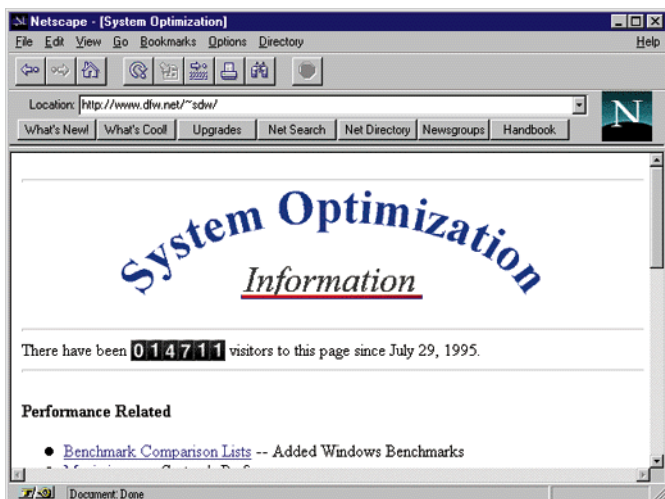 Netscape - [System Optimization]
File Edit View Go Bookmarks Options Directory Help
Location: http://www.dfw.net/~sdw/
N
What's New! What's Cool! Upgrades Net Search Net Directory Newsgroups Handbook
System Optimization
Information
There have been 014711 visitors to this page since July 29, 1995.
Performance Related
Benchmark Comparison Lists -- Added Windows Benchmarks
Document: Done